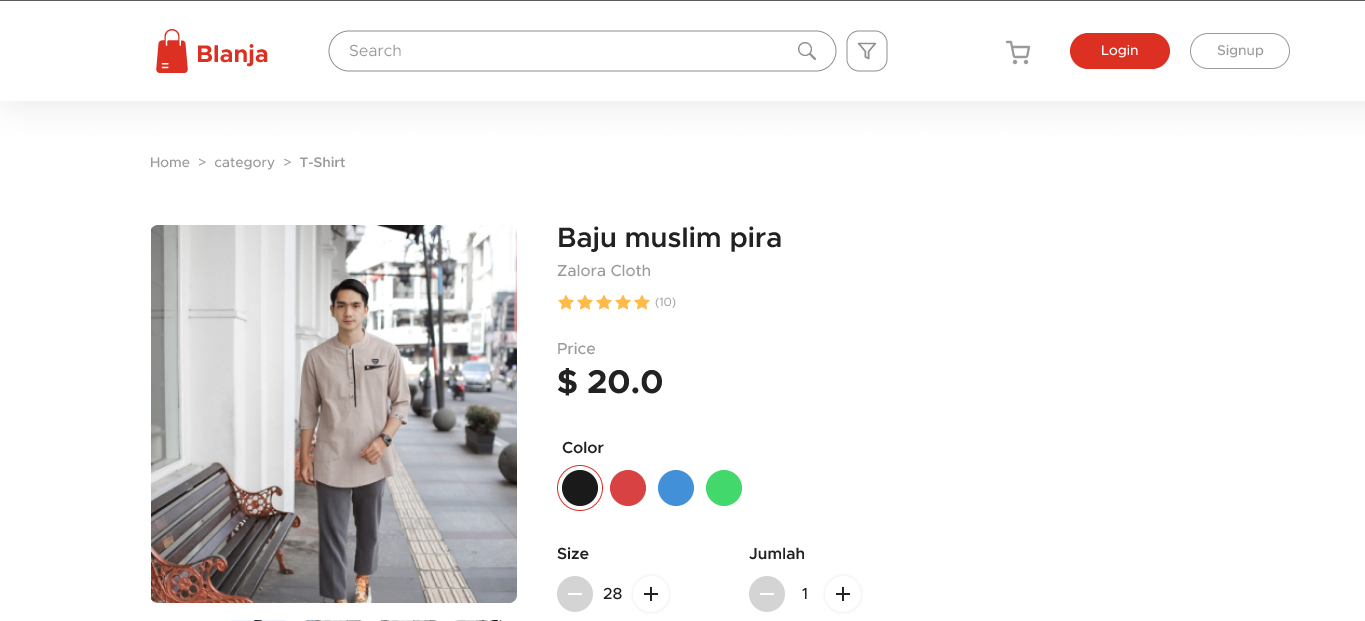 Blanja
Search
Login
Signup
Home > category > T-Shirt
Baju muslim pira
Zalora Cloth
(10)
Price
$ 20.0
Color
Size
Jumlah
28
1